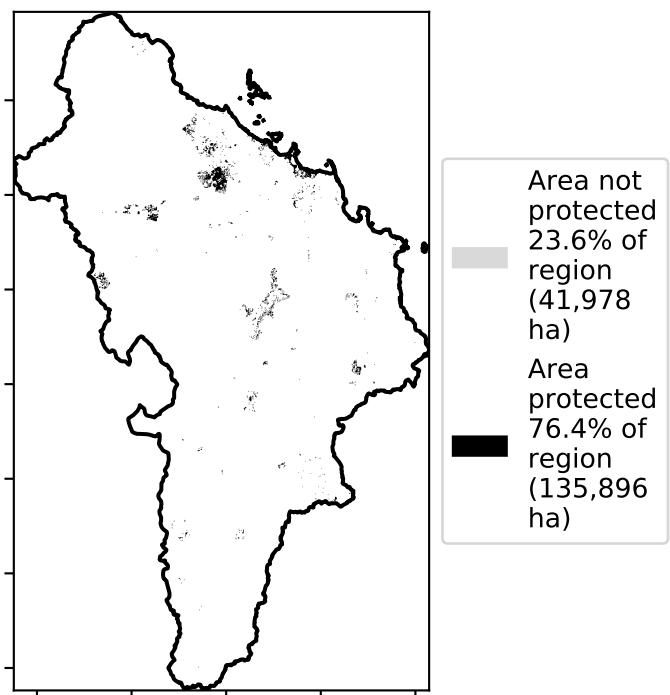 Area not
protected
23.6% of
region
(41,978
ha)
Area
protected
76.4% of
region
(135,896
ha)